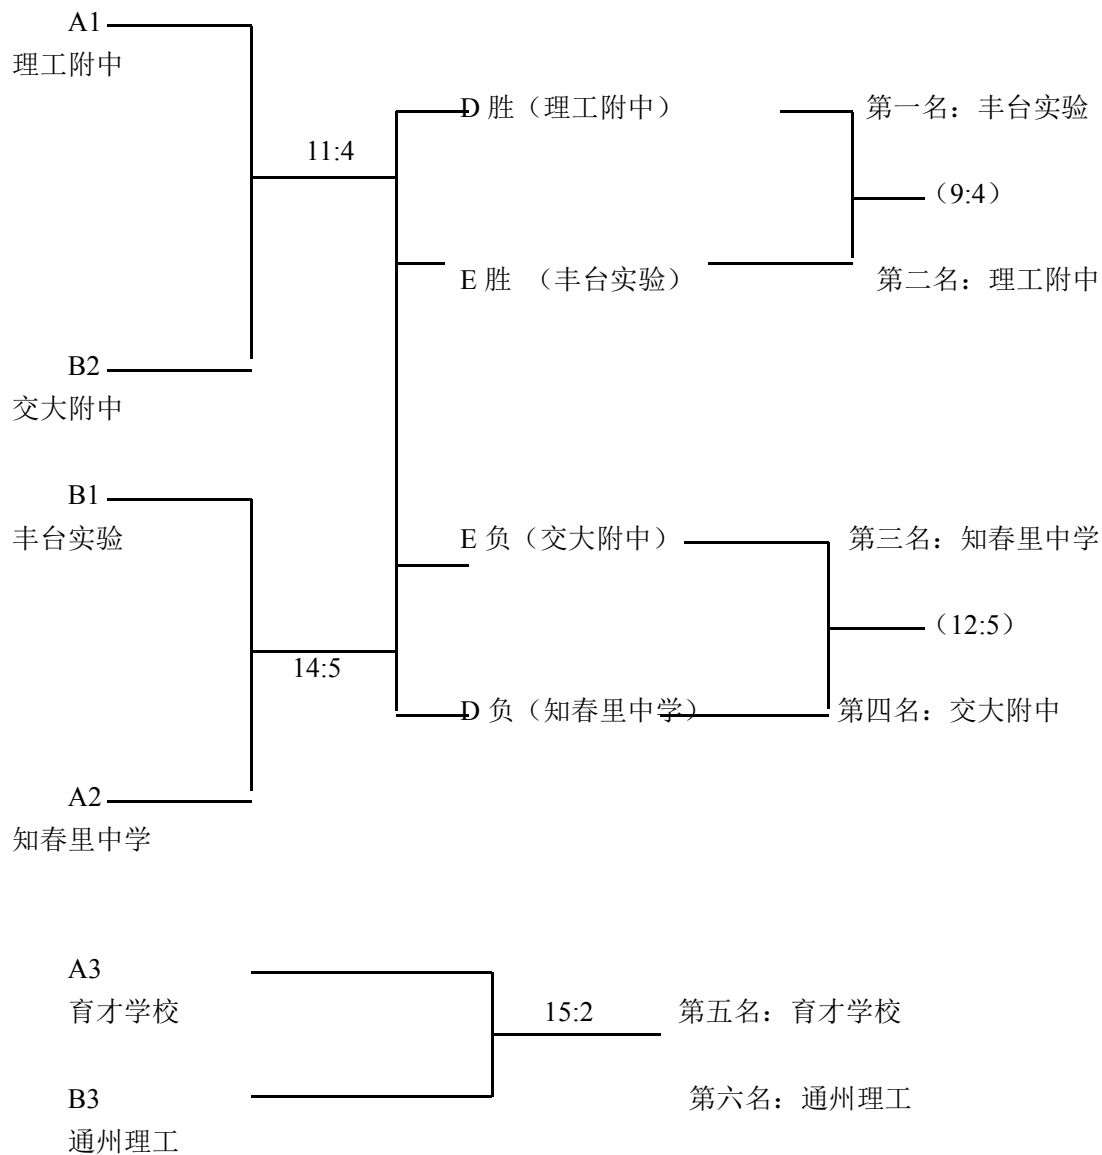 A1
理工附中
D 胜（理工附中）
第一名：丰台实验
11:4
（9:4）
E 胜 （丰台实验）
第二名：理工附中
B2
交大附中
B1
丰台实验
E 负（交大附中）
第三名：知春里中学
（12:5）
14:5
D 负（知春里中学）
第四名：交大附中
A2
知春里中学
A3
育才学校
15:2
第五名：育才学校
B3
第六名：通州理工
通州理工